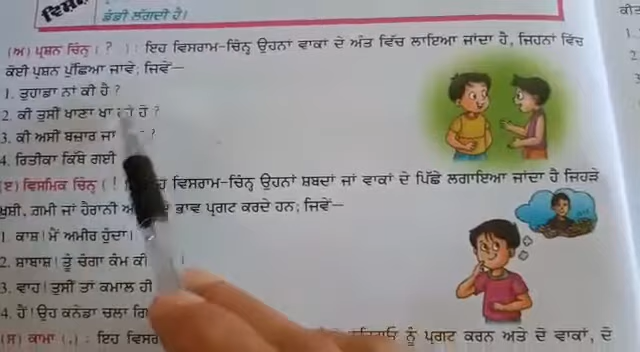 ਛੋਡੀ ਲੱਗਦੀ ਹੈ।
(ਅ) ਪ੍ਰਸ਼ਨ ਚਿੰਨ੍ਹ ( ? ) : ਇਹ ਵਿਸਰਾਮ-ਚਿੰਨ੍ਹ ਉਹਨਾਂ ਵਾਕਾਂ ਦੇ ਅੰਤ ਵਿੱਚ ਲਾਇਆ ਜਾਂਦਾ ਹੈ, ਜਿਹਨਾਂ ਵਿੱਚ
ਕੋਈ ਪ੍ਰਸ਼ਨ ਪੁੱਛਿਆ ਜਾਵੇ; ਜਿਵੇਂ—
1. ਤੁਹਾਡਾ ਨਾਂ ਕੀ ਹੈ ?
2. ਕੀ ਤੁਸੀਂ ਖਾਣਾ ਖਾ ਹੋ ?
3. ਕੀ ਅਸੀਂ ਬਜ਼ਾਰ ਜਾ ?
4. ਰਿਤੀਕਾ ਕਿੱਥੇ ਗਈ
(ੲ) ਵਿਸਮਿਕ ਚਿੰਨ੍ਹ ( ! ਵਿਸਰਾਮ-ਚਿੰਨ੍ਹ ਉਹਨਾਂ ਸ਼ਬਦਾਂ ਜਾਂ ਵਾਕਾਂ ਦੇ ਪਿੱਛੇ ਲਗਾਇਆ ਜਾਂਦਾ ਹੈ ਜਿਹੜੇ
ਖ਼ੁਸ਼ੀ, ਗ਼ਮੀ ਜਾਂ ਹੈਰਾਨੀ ਭਾਵ ਪ੍ਰਗਟ ਕਰਦੇ ਹਨ; ਜਿਵੇਂ—
1. ਕਾਸ਼! ਮੈਂ ਅਮੀਰ ਹੁੰਦਾ।
2. ਸ਼ਾਬਾਸ਼! ਤੂੰ ਚੰਗਾ ਕੰਮ ਕੀ
3. ਵਾਹ! ਤੁਸੀਂ ਤਾਂ ਕਮਾਲ ਹੀ
4. ਹੈਂ! ਉਹ ਕਨੇਡਾ ਚਲਾ ਗਿ
(ਸ) ਕਾਮਾ (,) : ਇਹ ਵਿਸਰ ਨੂੰ ਪ੍ਰਗਟ ਕਰਨ ਅਤੇ ਦੋ ਵਾਕਾਂ, ਦੋ